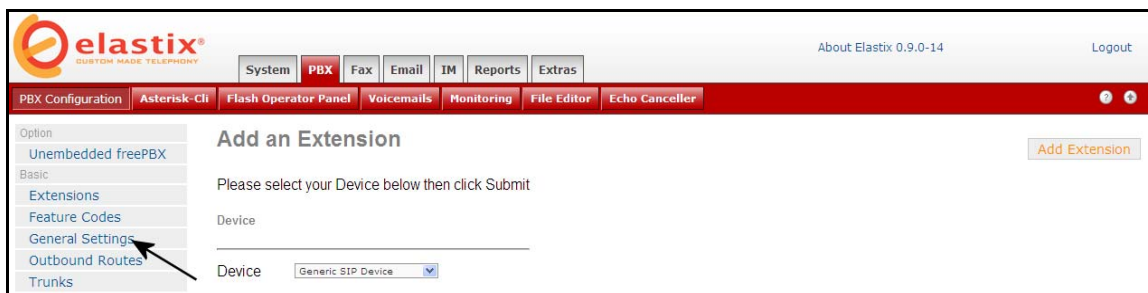 elastix®
CUSTOM MADE TELEPHONY
About Elastix 0.9.0-14
Logout
System PBX Fax Email IM Reports Extras
PBX Configuration Asterisk-Cli Flash Operator Panel Voicemails Monitoring File Editor Echo Canceller
Option
Unembedded freePBX
Basic
Extensions
Feature Codes
General Settings
Outbound Routes
Trunks
Add an Extension
Add Extension
Please select your Device below then click Submit
Device
Device Generic SIP Device